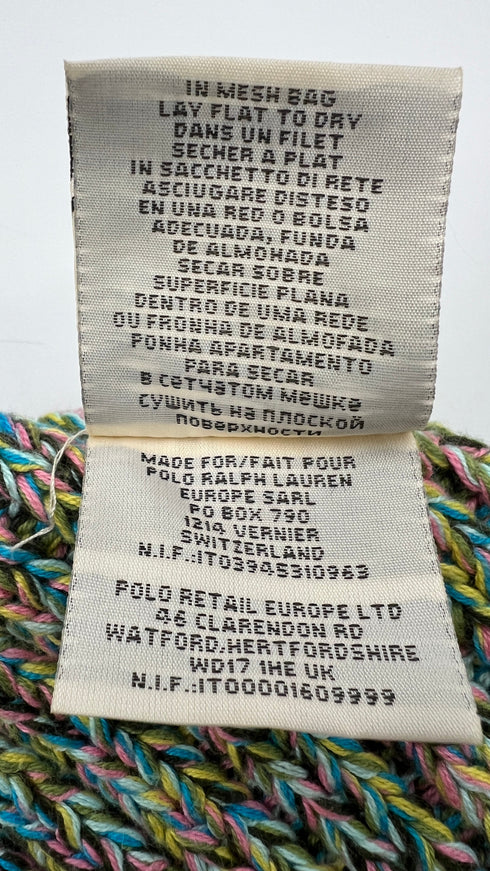 IN MESH BAG
LAY FLAT TO DRY
DANS UN FILET
SECHER A PLAT
IN SACCHETTO DI RETE
ASCIUGARE DISTESO
EN UNA RED O BOLSA
ADECUADA, FUNDA
DE ALMOHADA
SECAR SOBRE
SUPERFICIE PLANA
DENTRO DE UMA REDE
OU FRONHA DE ALMOFADA
PONHA APARTAMENTO
PARA SECAR
в сетчатом мешке
сушить на плоской
поверхности
MADE FOR/FAIT POUR
POLO RALPH LAUREN
EUROPE SARL
PO BOX 790
1214 VERNIER
SWITZERLAND
N.I.F.:IT03945310963
POLO RETAIL EUROPE LTD
46 CLARENDON RD
WATFORD,HERTFORDSHIRE
WD17 1HE UK
N.I.F.:IT00001609999